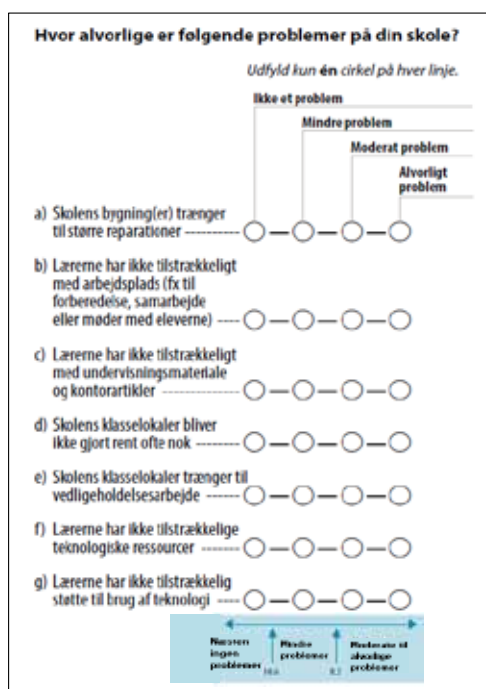 Hvor alvorlige er følgende problemer på din skole?
Udfyld kun én cirkel på hver linje.
Ikke et problem
Mindre problem
Moderat problem
Alvorligt
problem
a) Skolens bygning(er) trænger
til større reparationer
b) Lærerne har ikke tilstrækkeligt
med arbejdsplads (fx til
forberedelse, samarbejde
eller møder med eleverne)
c) Lærerne har ikke tilstrækkeligt
med undervisningsmateriale
og kontorartikler
d) Skolens klasselokaler bliver
ikke gjort rent ofte nok
e) Skolens klasselokaler trænger til
vedligeholdelsesarbejde
f) Lærerne har ikke tilstrækkelige
teknologiske ressourcer
g) Lærerne har ikke tilstrækkelig
støtte til brug af teknologi
Næsten
ingen
problemer
Mindre
problemer
Moderate til
alvorlige
problemer